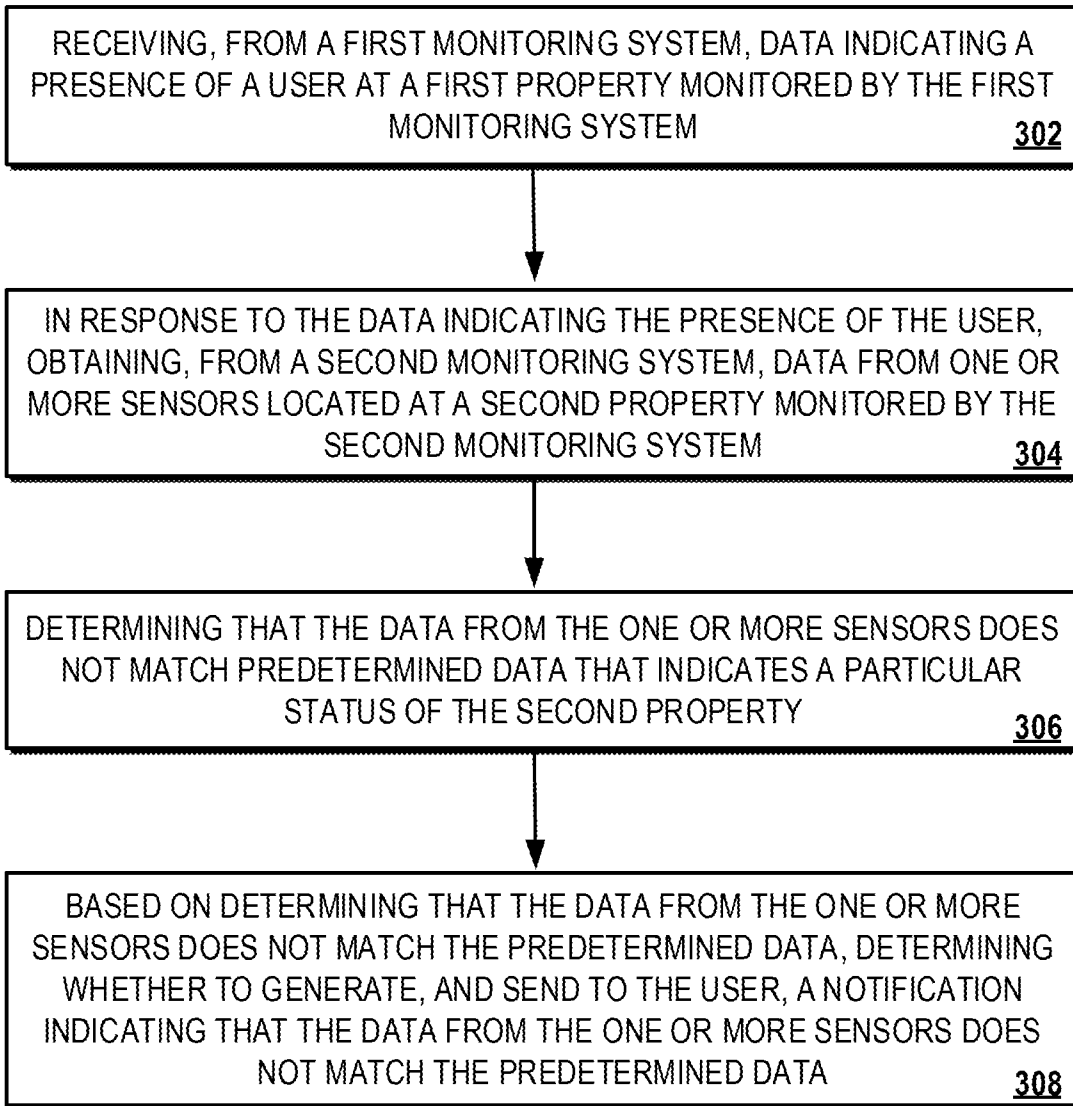 RECEIVING, FROM A FIRST MONITORING SYSTEM, DATA INDICATING A
PRESENCE OF A USER AT A FIRST PROPERTY MONITORED BY THE FIRST
MONITORING SYSTEM
302
IN RESPONSE TO THE DATA INDICATING THE PRESENCE OF THE USER,
OBTAINING, FROM A SECOND MONITORING SYSTEM, DATA FROM ONE OR
MORE SENSORS LOCATED AT A SECOND PROPERTY MONITORED BY THE
SECOND MONITORING SYSTEM
304
DETERMINING THAT THE DATA FROM THE ONE OR MORE SENSORS DOES
NOT MATCH PREDETERMINED DATA THAT INDICATES A PARTICULAR
STATUS OF THE SECOND PROPERTY
306
BASED ON DETERMINING THAT THE DATA FROM THE ONE OR MORE
SENSORS DOES NOT MATCH THE PREDETERMINED DATA, DETERMINING
WHETHER TO GENERATE, AND SEND TO THE USER, A NOTIFICATION
INDICATING THAT THE DATA FROM THE ONE OR MORE SENSORS DOES
NOT MATCH THE PREDETERMINED DATA
308